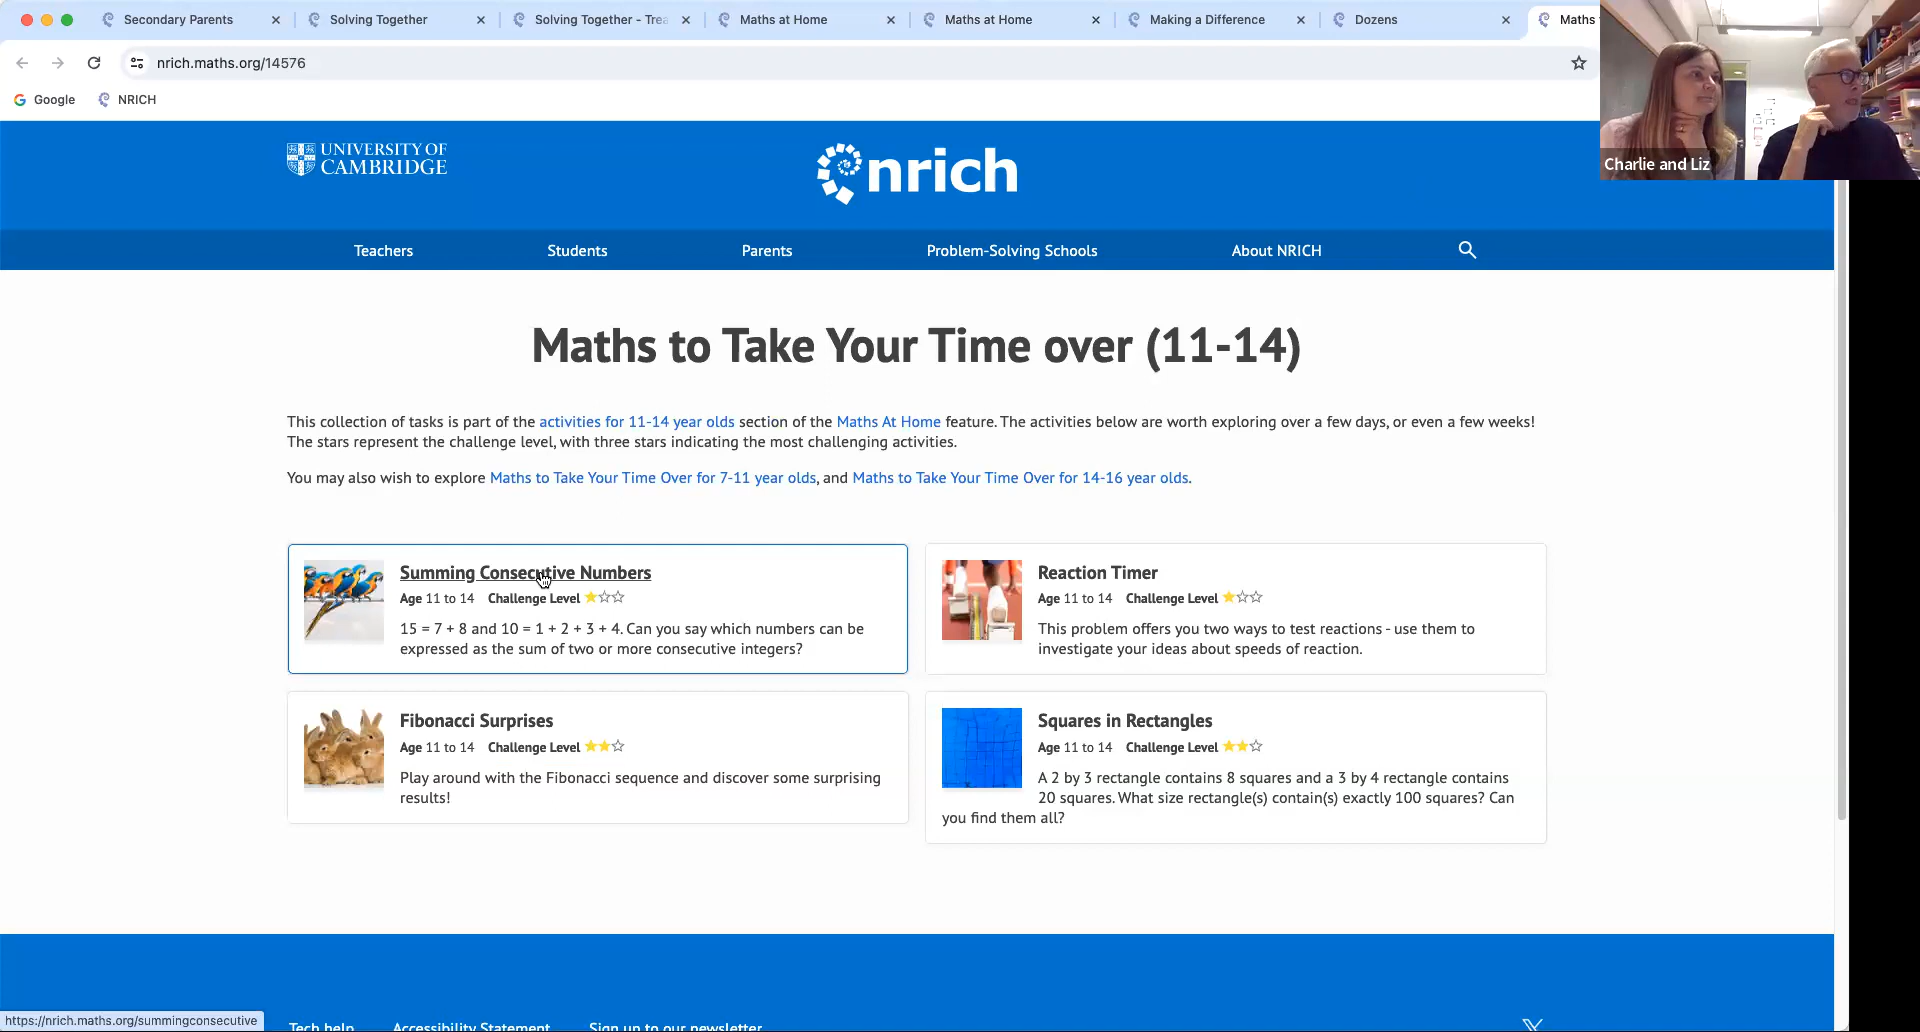 Secondary Parents
Solving Together
Solving Together - Trea
Maths at Home
Maths at Home
Making a Difference
Dozens
Maths
nrich.maths.org/14576
Google
NRICH
Charlie and Liz
UNIVERSITY OF
CAMBRIDGE
nrich
Teachers
Students
Parents
Problem-Solving Schools
About NRICH
Maths to Take Your Time over (11-14)
This collection of tasks is part of the activities for 11-14 year olds section of the Maths At Home feature. The activities below are worth exploring over a few days, or even a few weeks!
The stars represent the challenge level, with three stars indicating the most challenging activities.
You may also wish to explore Maths to Take Your Time Over for 7-11 year olds, and Maths to Take Your Time Over for 14-16 year olds.
Summing Consecutive Numbers
Age 11 to 14 Challenge Level
15 = 7 + 8 and 10 = 1 + 2 + 3 + 4. Can you say which numbers can be
expressed as the sum of two or more consecutive integers?
Reaction Timer
Age 11 to 14 Challenge Level
This problem offers you two ways to test reactions - use them to
investigate your ideas about speeds of reaction.
Fibonacci Surprises
Age 11 to 14 Challenge Level
Play around with the Fibonacci sequence and discover some surprising
results!
Squares in Rectangles
Age 11 to 14 Challenge Level
A 2 by 3 rectangle contains 8 squares and a 3 by 4 rectangle contains
20 squares. What size rectangle(s) contain(s) exactly 100 squares? Can
you find them all?
https://nrich.maths.org/summingconsecutive
Tech help
Accessibility Statement
Sign up to our newsletter